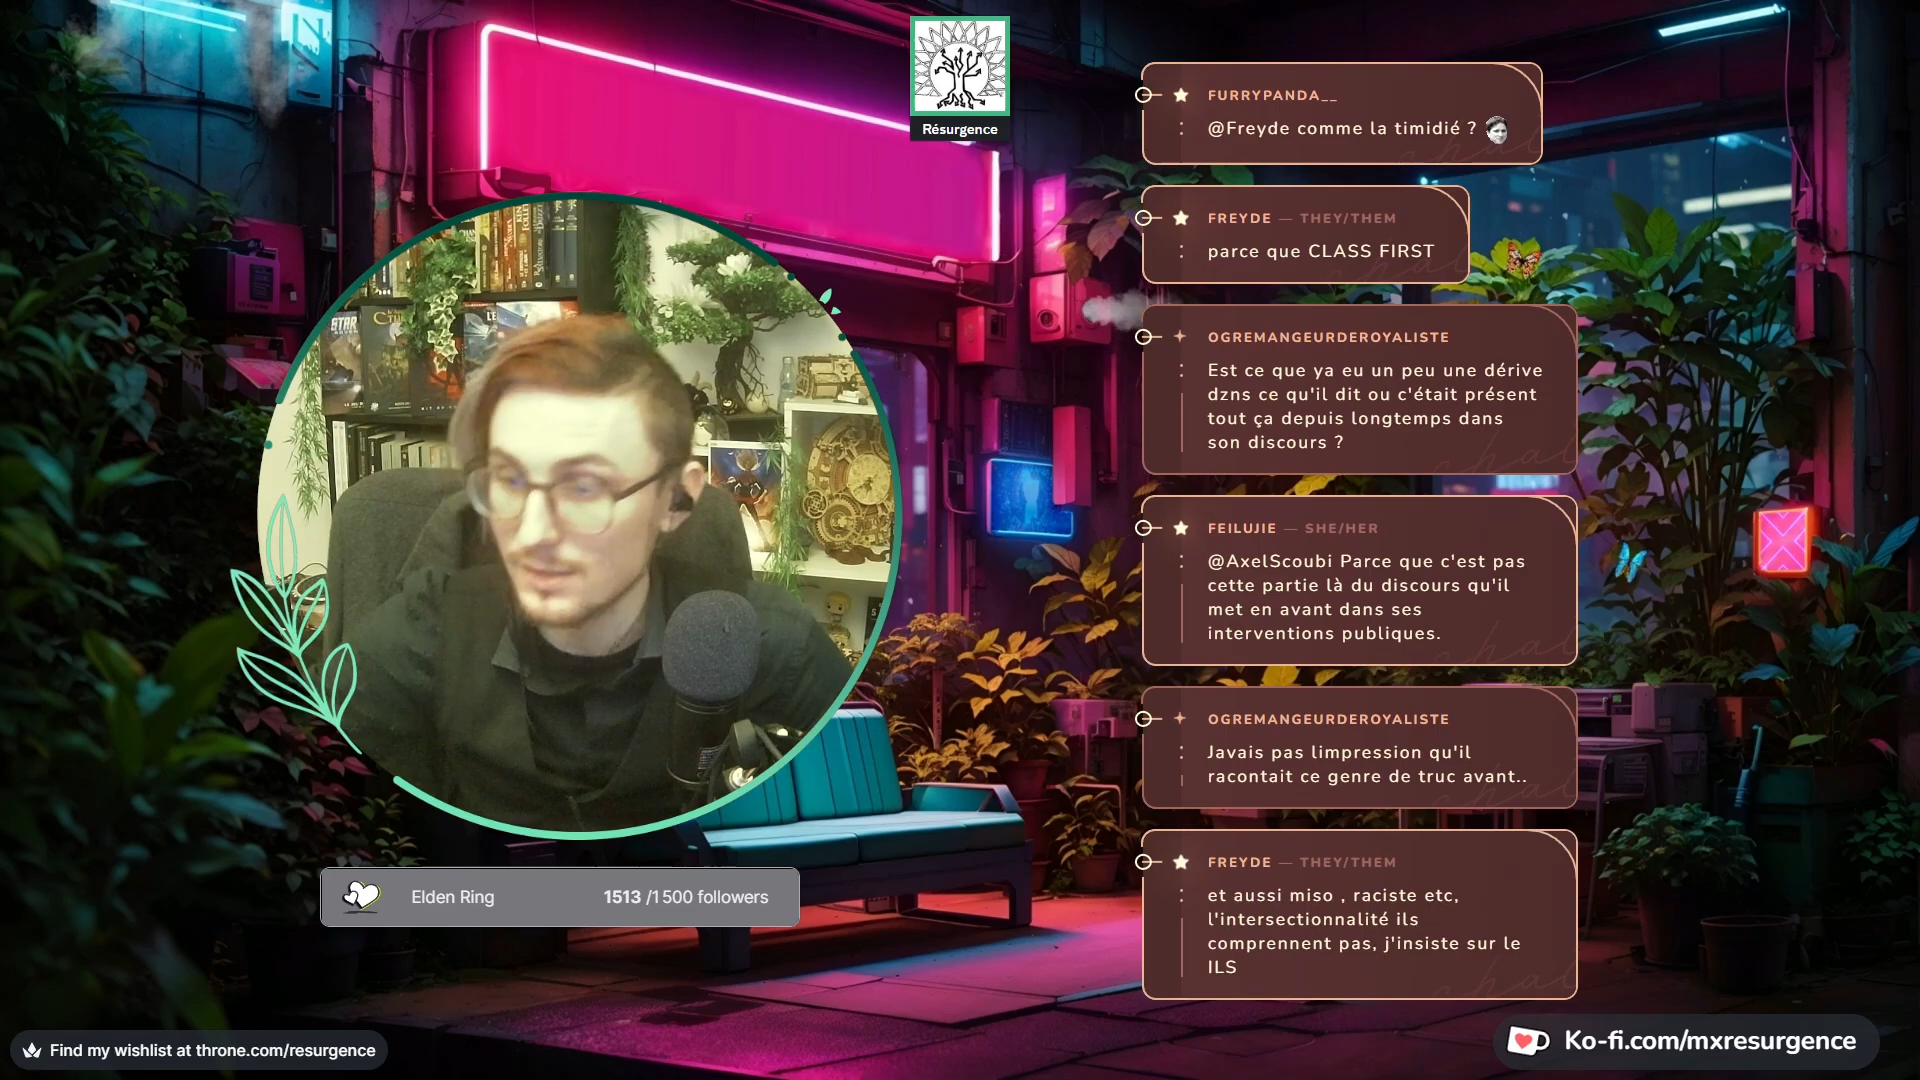 Résurgence
FURRYPANDA__
@Freyde comme la timidié ?
FREYDE — THEY/THEM
parce que CLASS FIRST
OGREMANGEURDEROYALISTE
Est ce que ya eu un peu une dérive
dzns ce qu'il dit ou c'était présent
tout ça depuis longtemps dans
son discours ?
FEILUJIE — SHE/HER
@AxelScoubi Parce que c'est pas
cette partie là du discours qu'il
met en avant dans ses
interventions publiques.
OGREMANGEURDEROYALISTE
Javais pas limpression qu'il
racontait ce genre de truc avant..
FREYDE — THEY/THEM
et aussi miso , raciste etc,
l'intersectionnalité ils
comprennent pas, j'insiste sur le
ILS
Elden Ring 1513 /1 500 followers
Find my wishlist at throne.com/resurgence
Ko-fi.com/mxresurgence